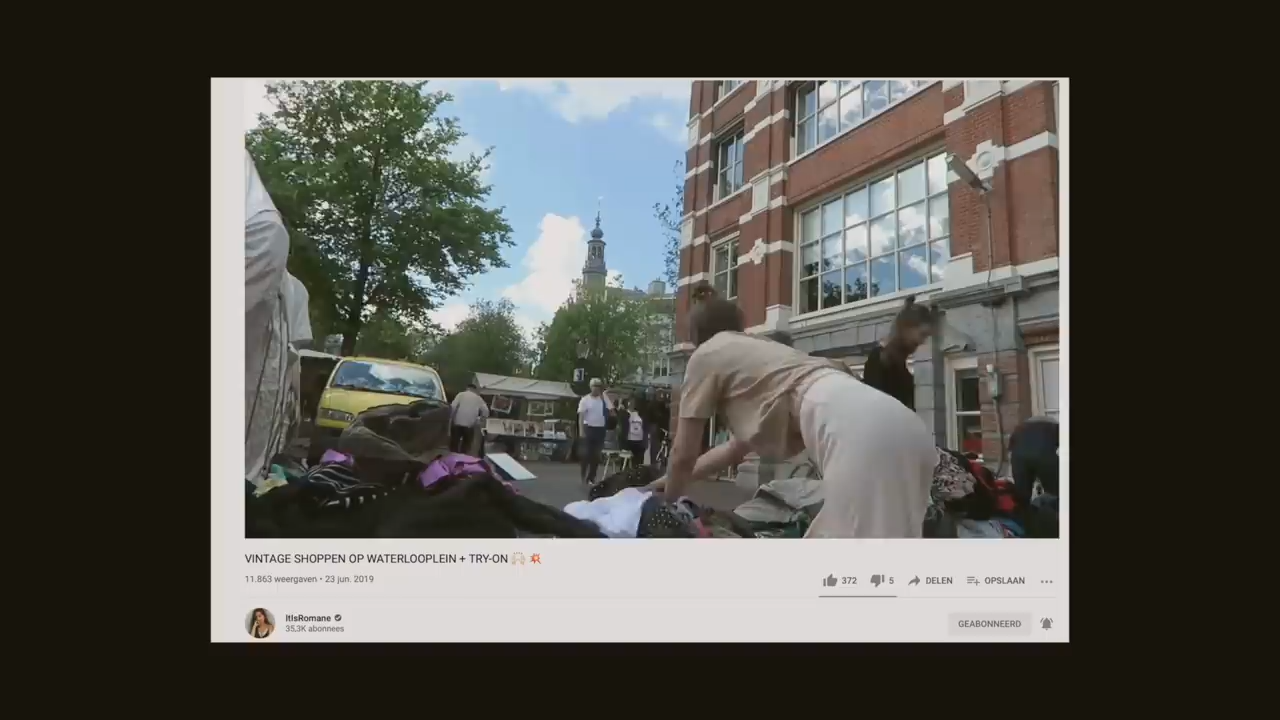 VINTAGE SHOPPEN OP WATERLOOPLEIN + TRY-ON
11.863 weergaven • 23 jun. 2019
372
5
DELEN
OPSLAAN
ItIsRomane
35,3K abonnees
GEABONNEERD